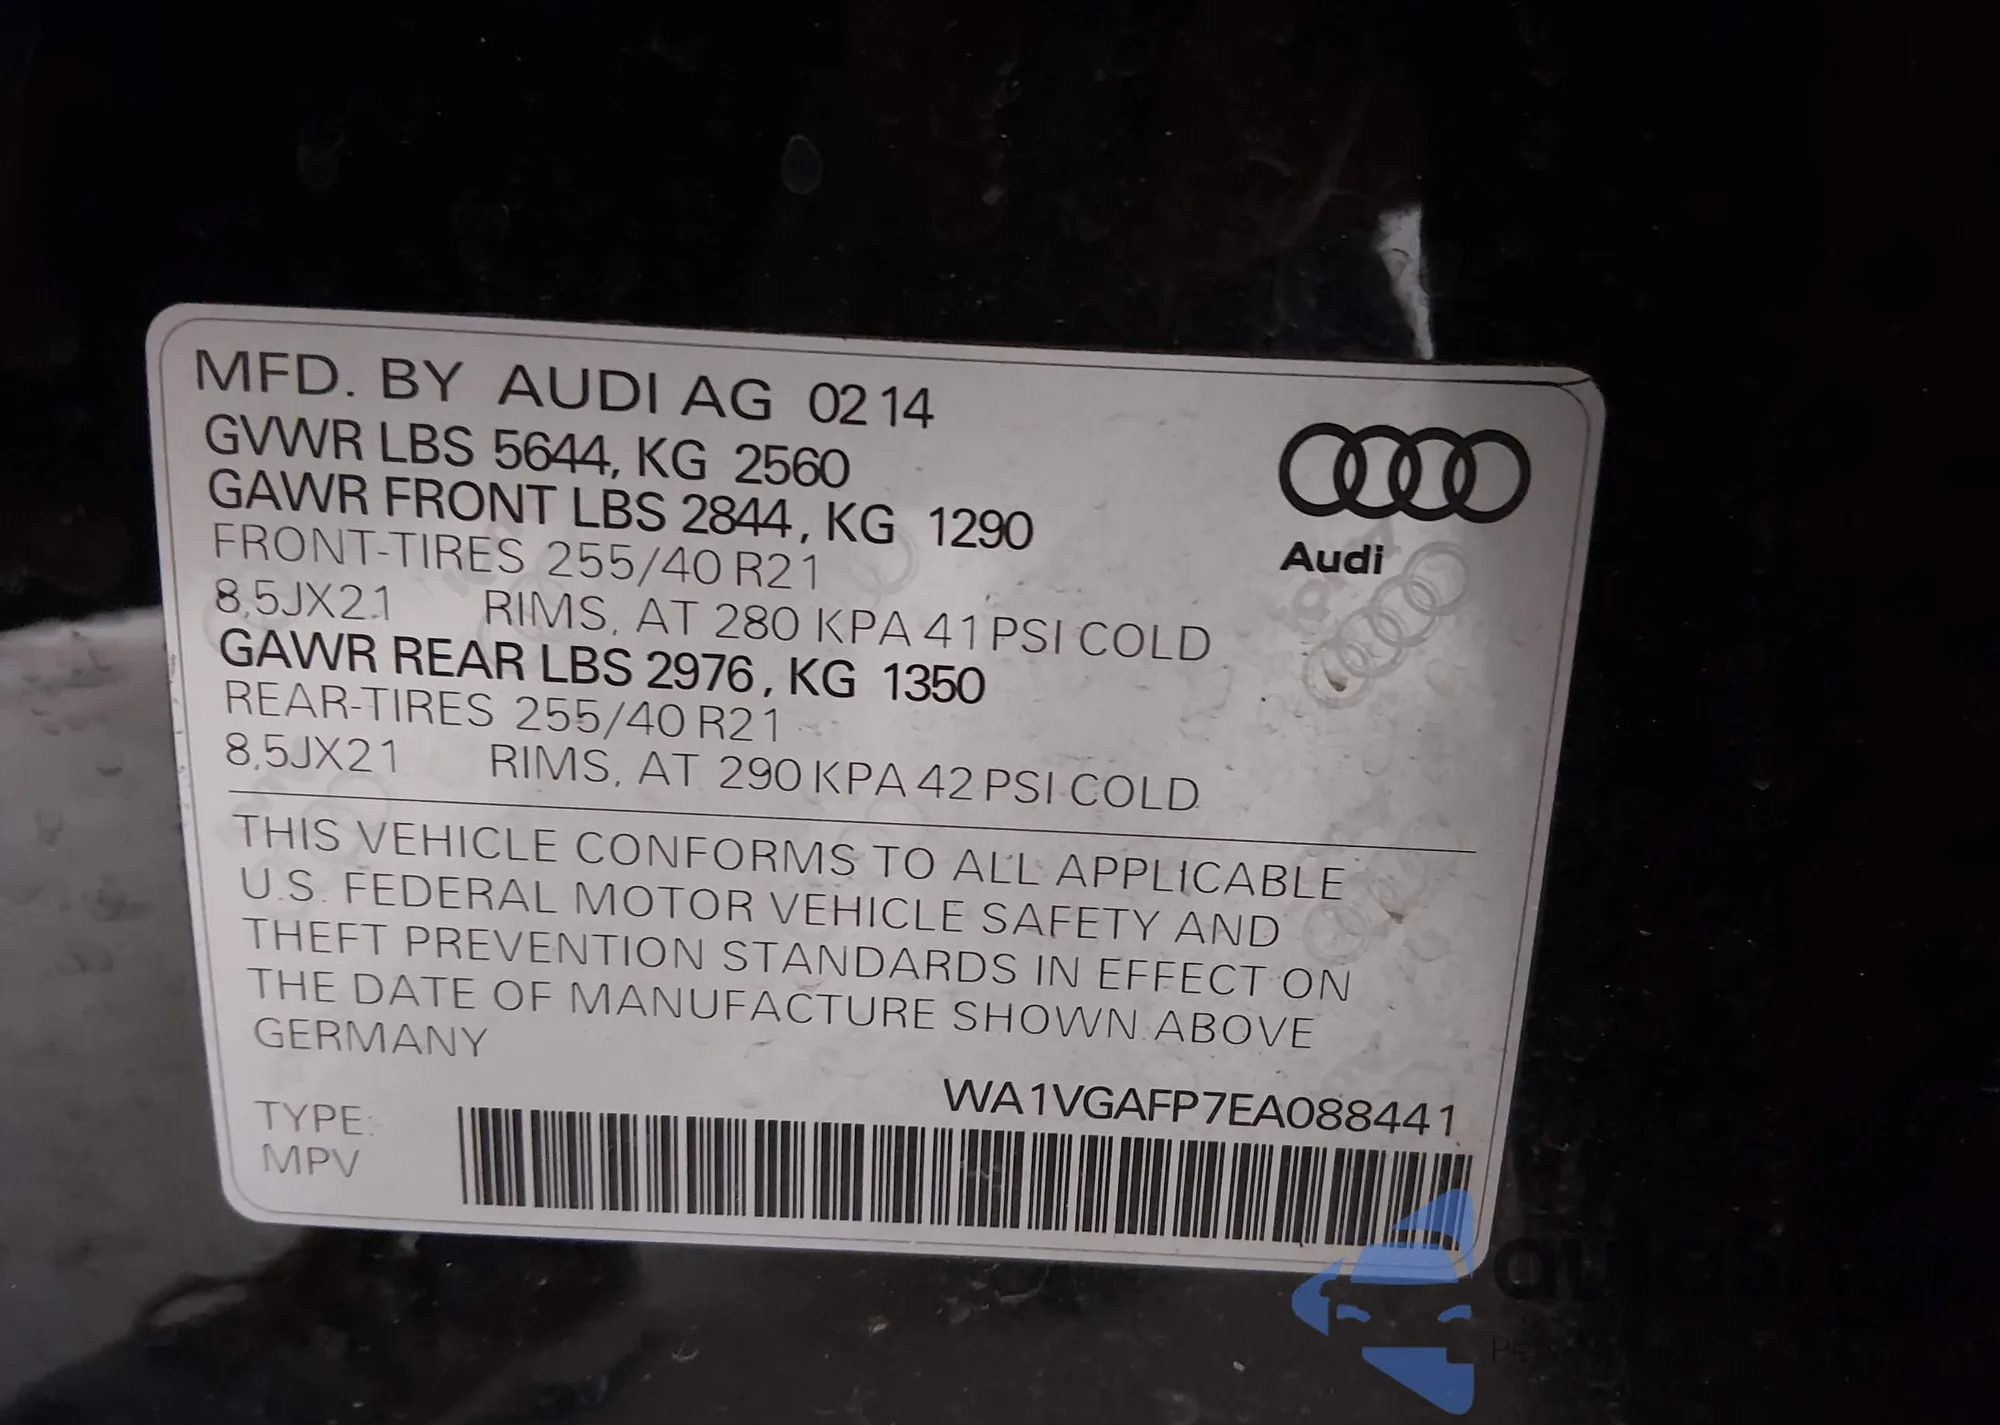 MFD. BY AUDI AG 02 14
GVWR LBS 5644, KG 2560
GAWR FRONT LBS 2844, KG 1290
FRONT-TIRES 255/40 R21
8,5JX21 RIMS, AT 280 KPA 41 PSI COLD
GAWR REAR LBS 2976, KG 1350
REAR-TIRES 255/40 R21
8,5JX21 RIMS, AT 290 KPA 42 PSI COLD
Audi
THIS VEHICLE CONFORMS TO ALL APPLICABLE
U.S. FEDERAL MOTOR VEHICLE SAFETY AND
THEFT PREVENTION STANDARDS IN EFFECT ON
THE DATE OF MANUFACTURE SHOWN ABOVE
GERMANY
WA1VGAFP7EA088441
TYPE:
MPV